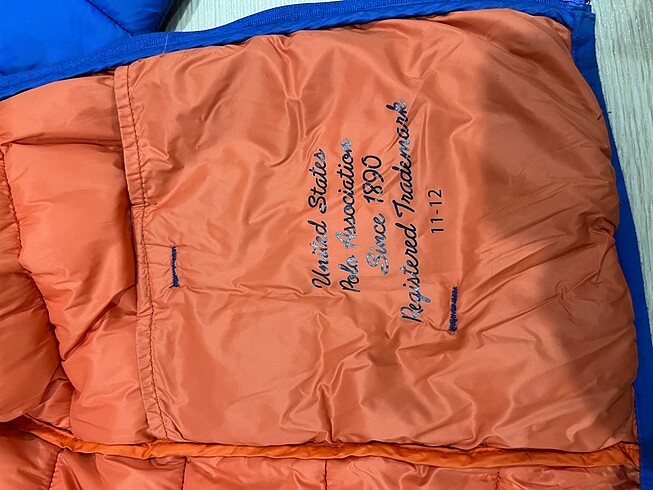 United States
Polo Association
Since 1890
Registered Trademark
11-12